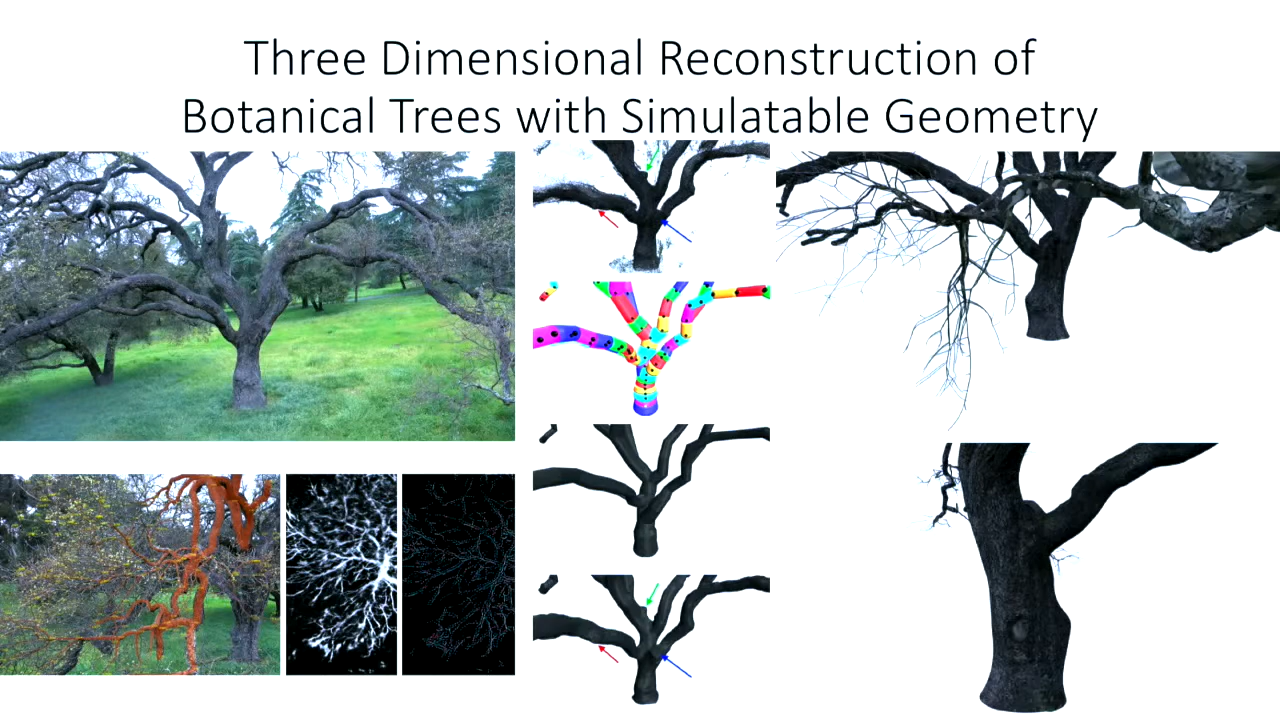 Three Dimensional Reconstruction of
Botanical Trees with Simulatable Geometry